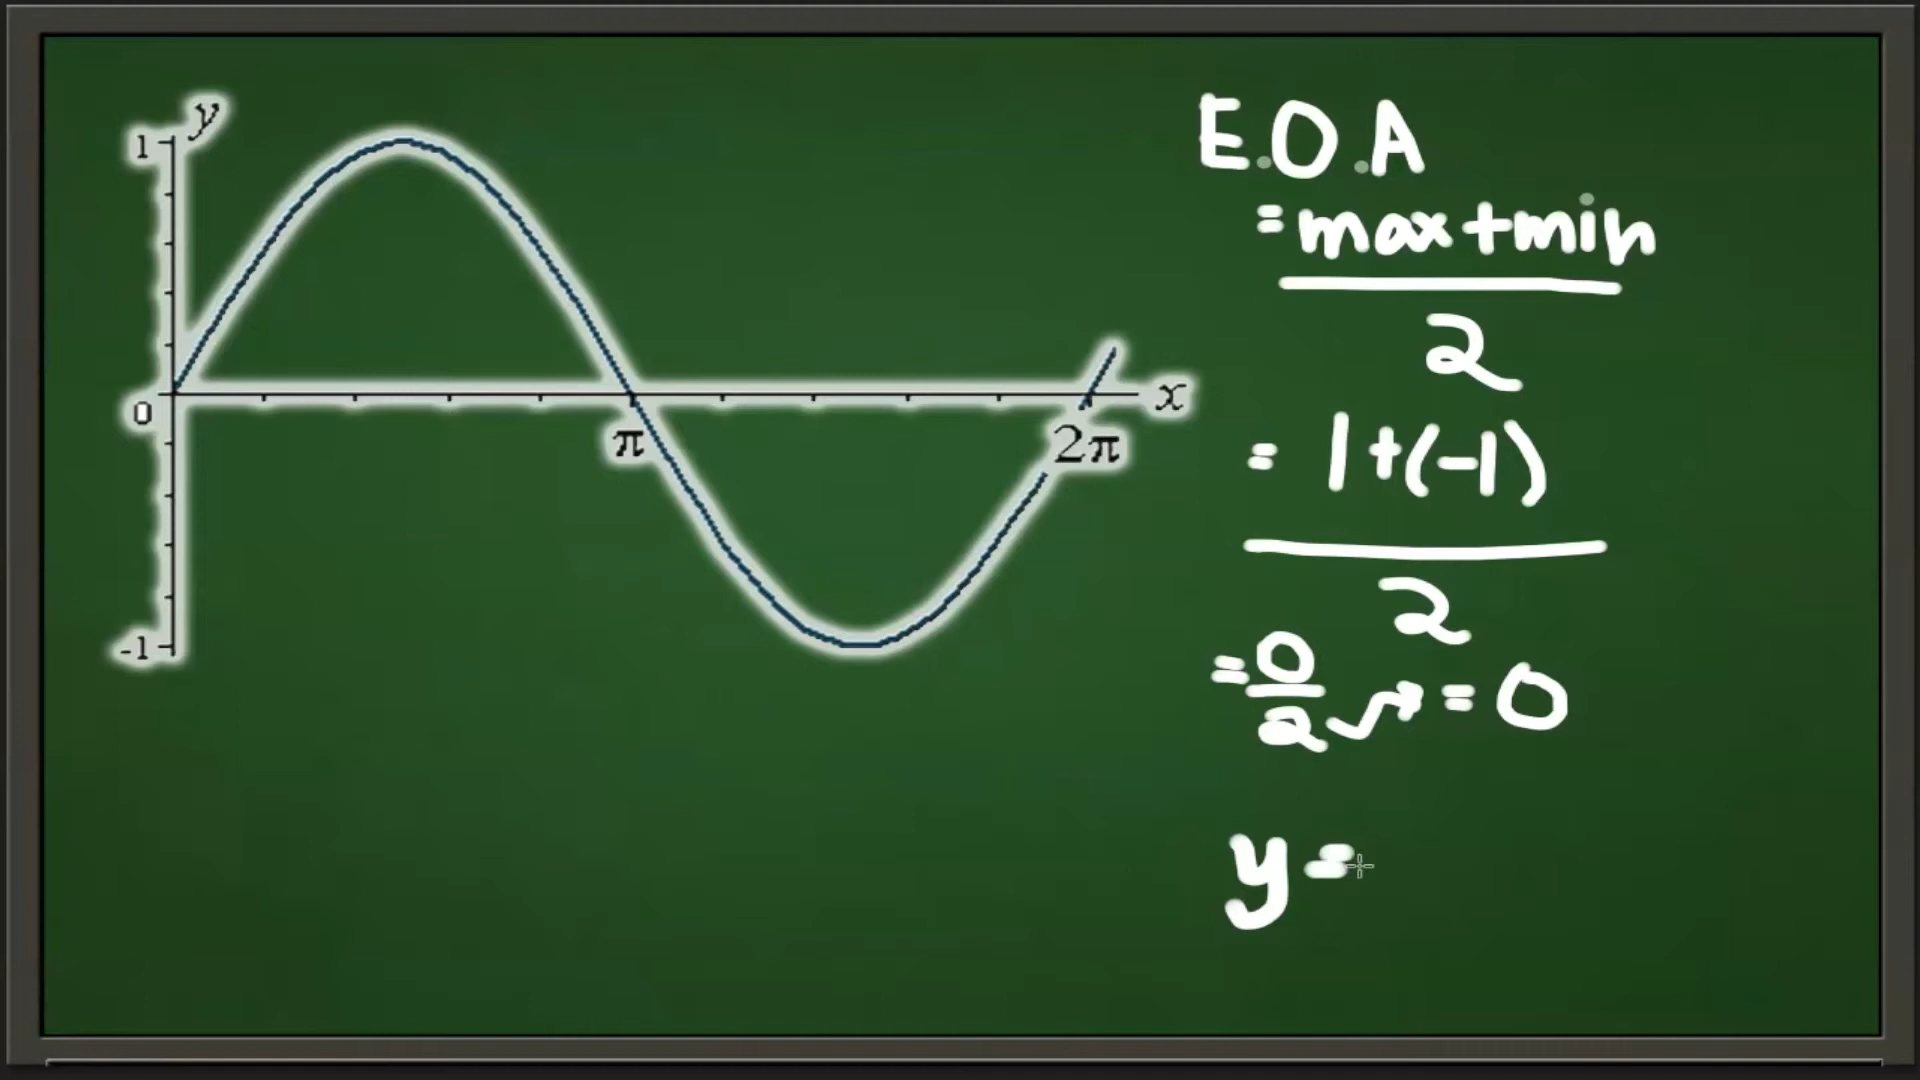 y
1
0
π
2π
x
-1
E.O.A
= max+min
2
= 1+(-1)
2
= 0
2
= 0
y =